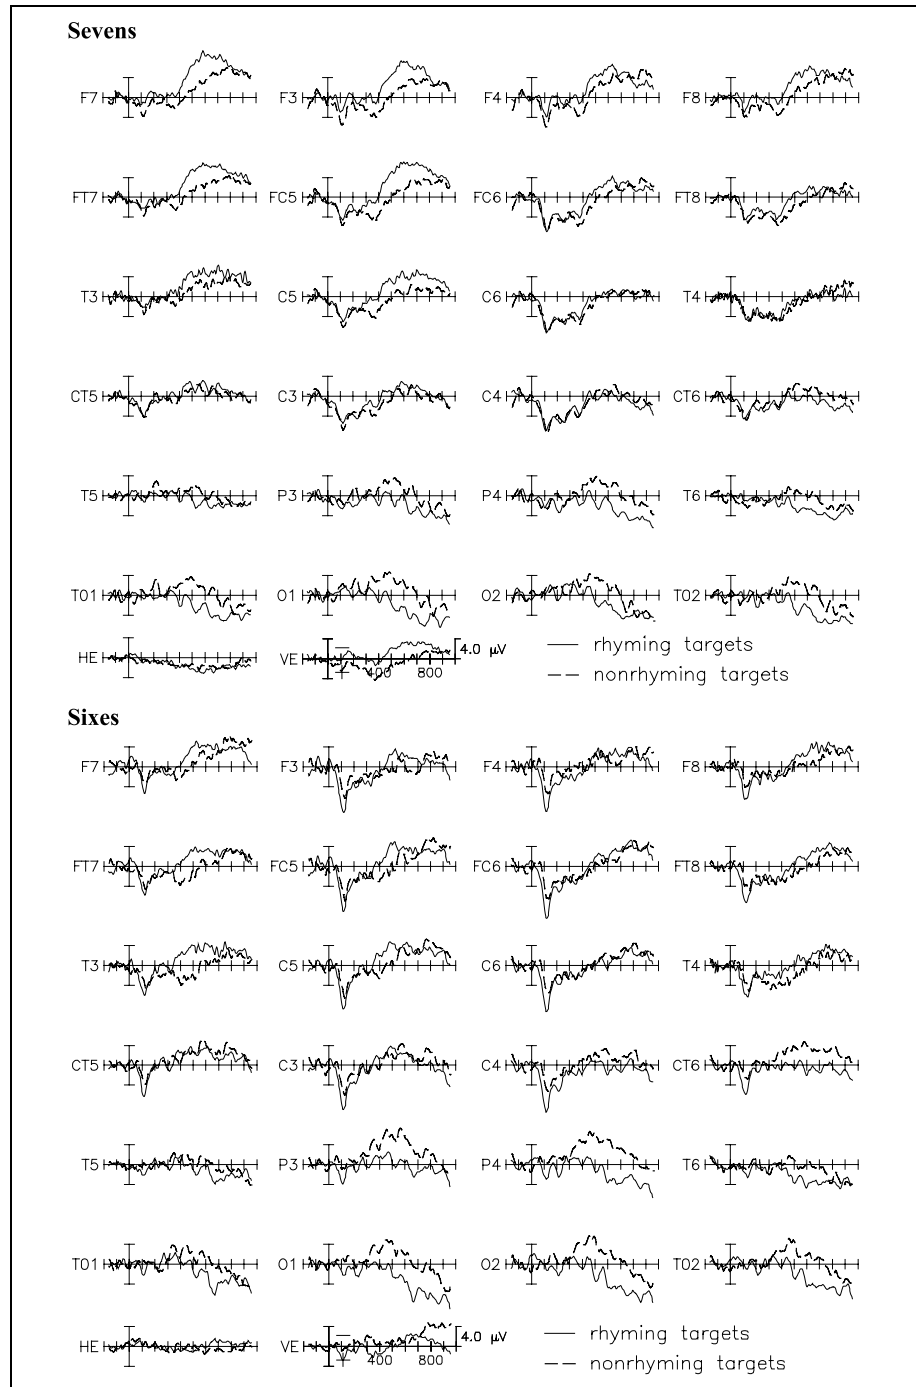 Sevens
F7 F3 F4 F8
FT7 FC5 FC6 FT8
T3 C5 C6 T4
CT5 C3 C4 CT6
T5 P3 P4 T6
TO1 O1 O2 TO2
HE VE 400 800 4.0 μV
rhyming targets
nonrhyming targets
Sixes
F7 F3 F4 F8
FT7 FC5 FC6 FT8
T3 C5 C6 T4
CT5 C3 C4 CT6
T5 P3 P4 T6
TO1 O1 O2 TO2
HE VE 400 800 4.0 μV
rhyming targets
nonrhyming targets